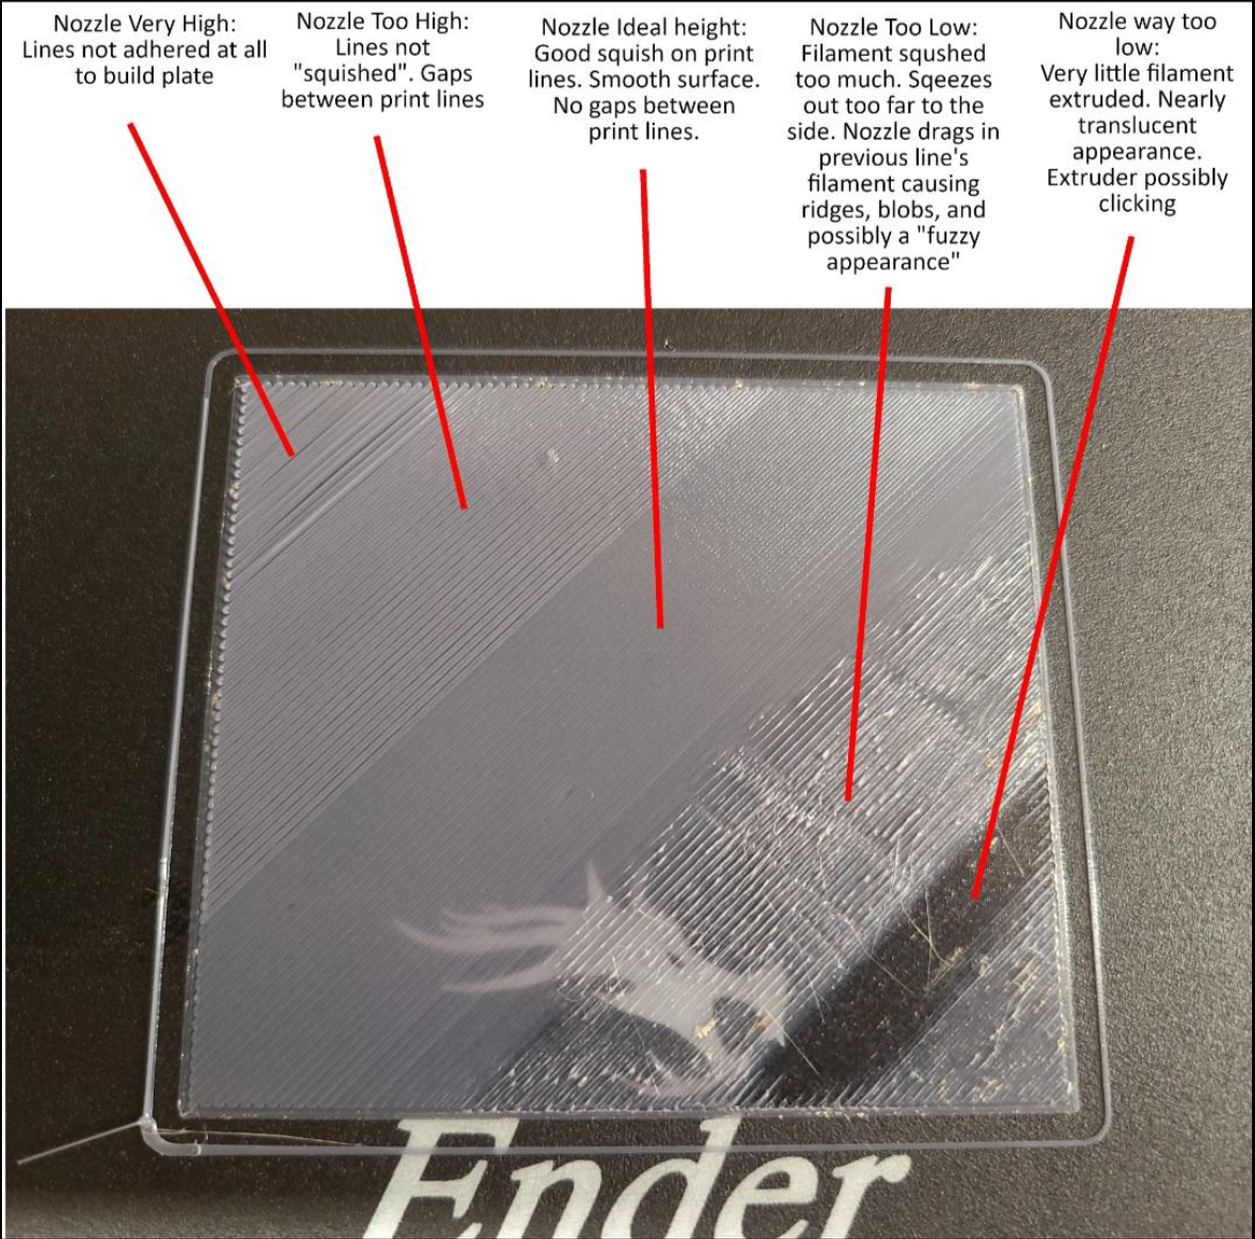 Nozzle Very High:
Lines not adhered at all
to build plate
Nozzle Too High:
Lines not
"squished". Gaps
between print lines
Nozzle Ideal height:
Good squish on print
lines. Smooth surface.
No gaps between
print lines.
Nozzle Too Low:
Filament squshed
too much. Sqeezes
out too far to the
side. Nozzle drags in
previous line's
filament causing
ridges, blobs, and
possibly a "fuzzy
appearance"
Nozzle way too
low:
Very little filament
extruded. Nearly
translucent
appearance.
Extruder possibly
clicking
Ender